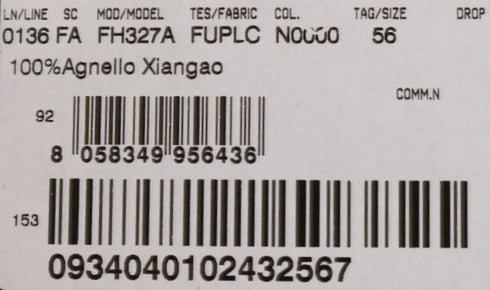 LN/LINE SC MOD/MODEL TES/FABRIC COL. TAG/SIZE DROP
0136 FA FH327A FUPLC N0000 56
100%Agnello Xiangao
COMM.N
92
8 058349 956436
153
0934040102432567